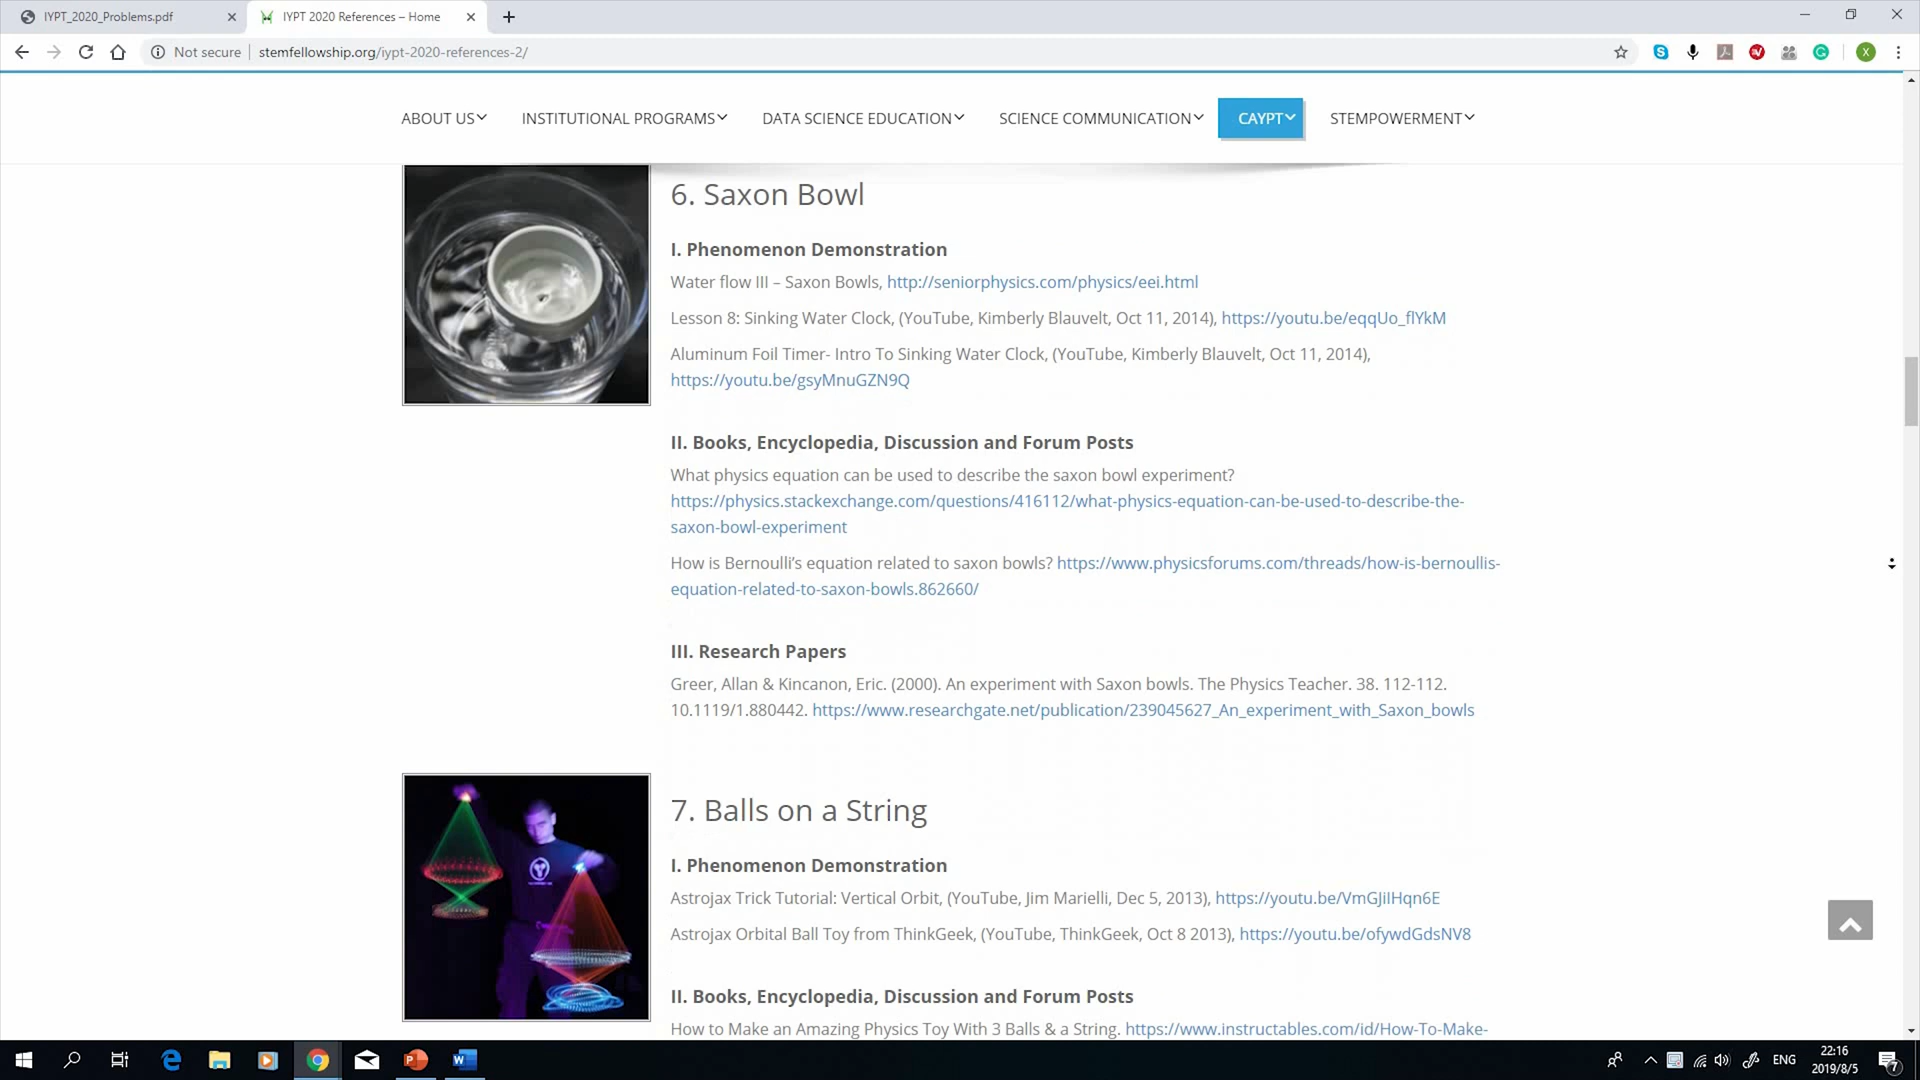 IYPT_2020_Problems.pdf
IYPT 2020 References – Home
Not secure
stemfellowship.org/iypt-2020-references-2/
X
ABOUT US
INSTITUTIONAL PROGRAMS
DATA SCIENCE EDUCATION
SCIENCE COMMUNICATION
CAYPT
STEMPOWERMENT
6. Saxon Bowl
I. Phenomenon Demonstration
Water flow III – Saxon Bowls, http://seniorphysics.com/physics/eei.html
Lesson 8: Sinking Water Clock, (YouTube, Kimberly Blauvelt, Oct 11, 2014), https://youtu.be/eqqUo_flYkM
Aluminum Foil Timer- Intro To Sinking Water Clock, (YouTube, Kimberly Blauvelt, Oct 11, 2014),
https://youtu.be/gsyMnuGZN9Q
II. Books, Encyclopedia, Discussion and Forum Posts
What physics equation can be used to describe the saxon bowl experiment?
https://physics.stackexchange.com/questions/416112/what-physics-equation-can-be-used-to-describe-the-
saxon-bowl-experiment
How is Bernoulli’s equation related to saxon bowls? https://www.physicsforums.com/threads/how-is-bernoullis-
equation-related-to-saxon-bowls.862660/
III. Research Papers
Greer, Allan & Kincanon, Eric. (2000). An experiment with Saxon bowls. The Physics Teacher. 38. 112-112.
10.1119/1.880442. https://www.researchgate.net/publication/239045627_An_experiment_with_Saxon_bowls
7. Balls on a String
I. Phenomenon Demonstration
Astrojax Trick Tutorial: Vertical Orbit, (YouTube, Jim Marielli, Dec 5, 2013), https://youtu.be/VmGJilHqn6E
Astrojax Orbital Ball Toy from ThinkGeek, (YouTube, ThinkGeek, Oct 8 2013), https://youtu.be/ofywdGdsNV8
II. Books, Encyclopedia, Discussion and Forum Posts
How to Make an Amazing Physics Toy With 3 Balls & a String. https://www.instructables.com/id/How-To-Make-
ENG
22:16
2019/8/5
7